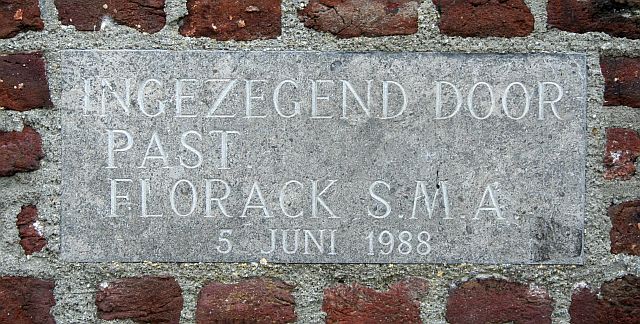 INGEZEGEND DOOR
PAST.
FLORACK S.M.A.
5 JUNI 1988